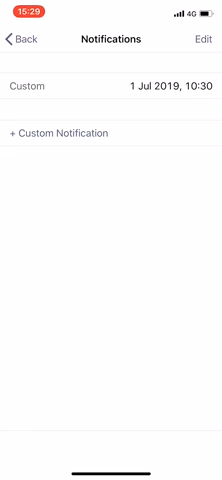 15:29
4G
Back
Notifications
Edit
Custom
1 Jul 2019, 10:30
+ Custom Notification